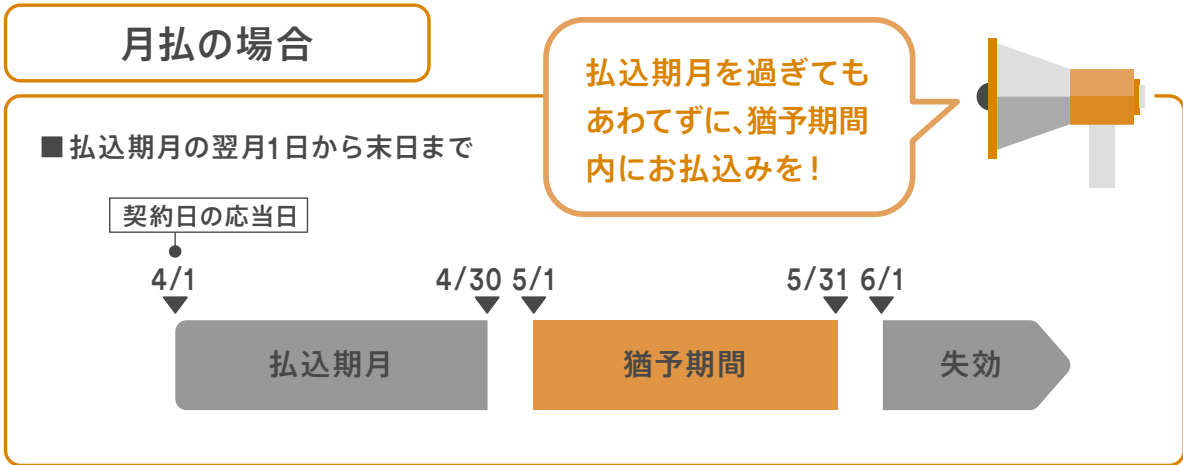 月払の場合
払込期月を過ぎても
あわてずに、猶予期間
内にお払込みを!
■払込期月の翌月1日から末日まで
契約日の応当日
4/1 4/30 5/1 5/31 6/1
払込期月 猶予期間 失効